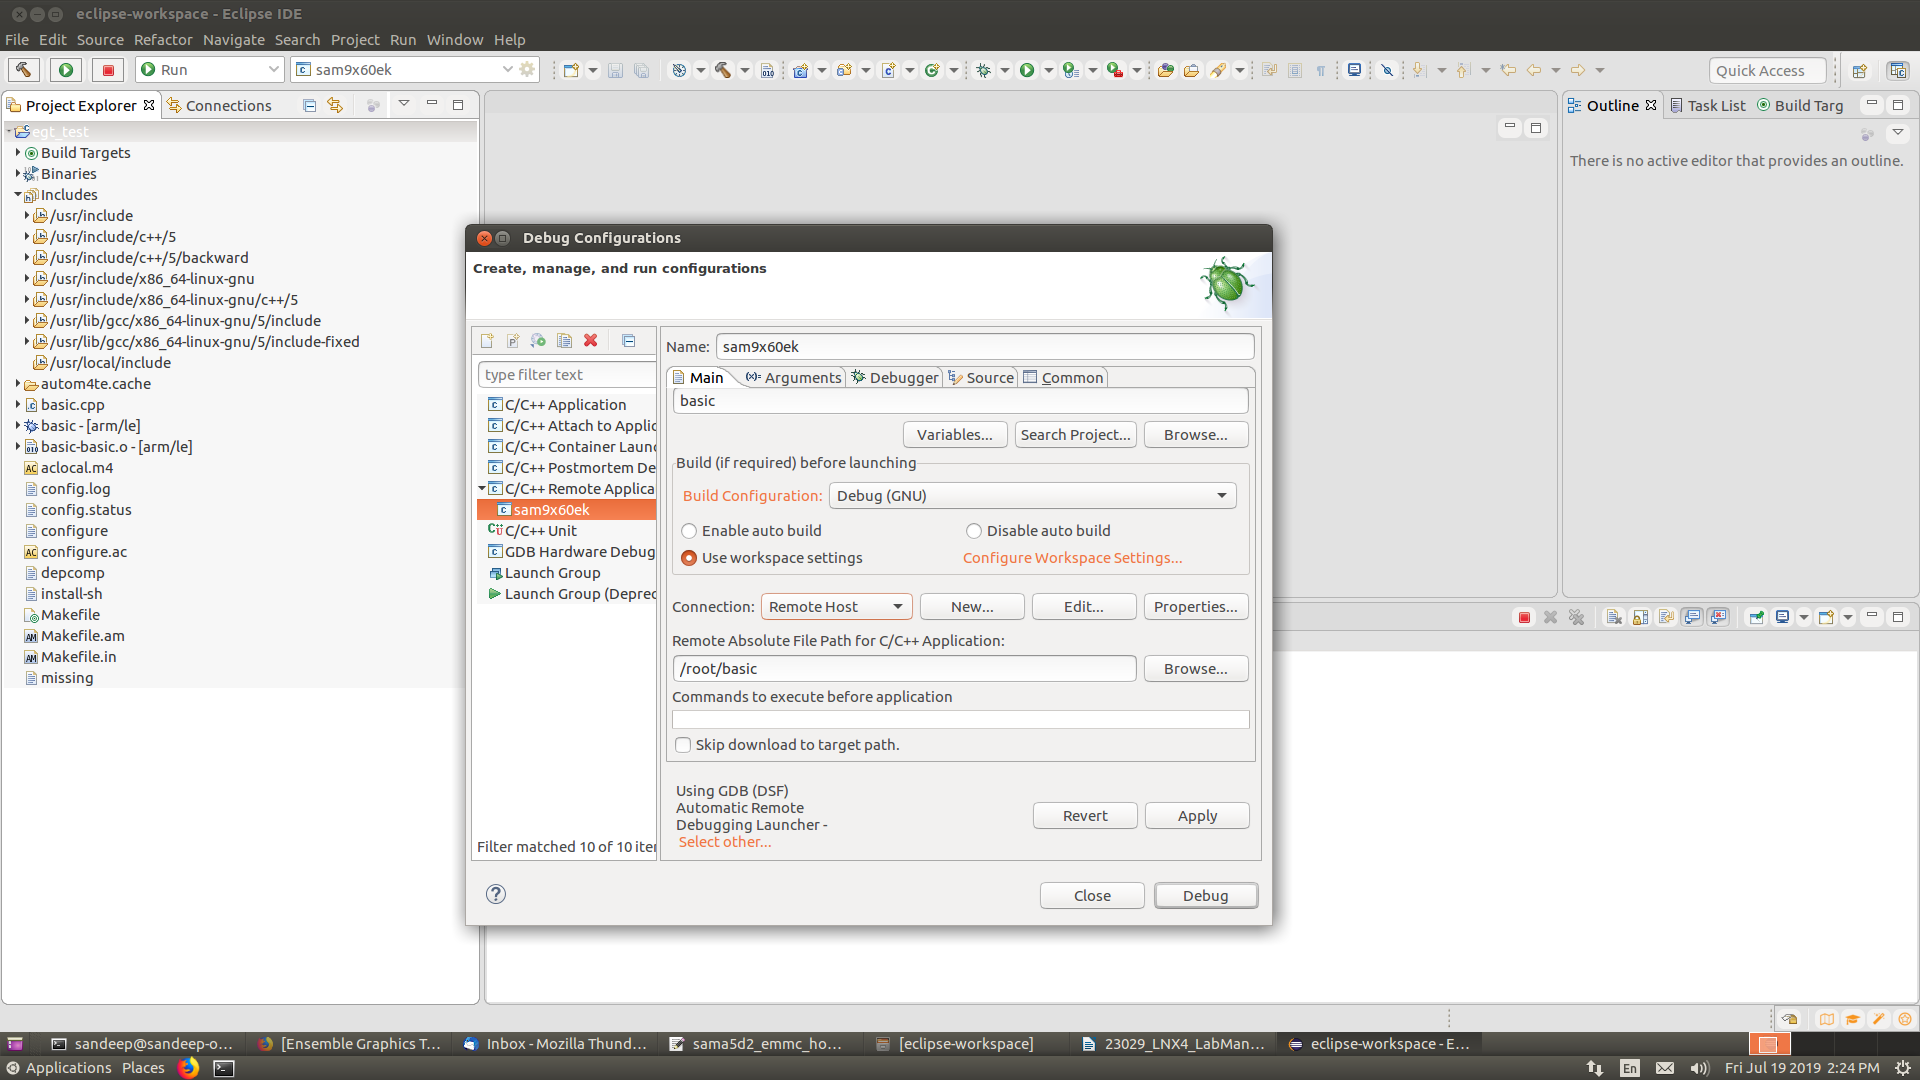 eclipse-workspace - Eclipse IDE
File Edit Source Refactor Navigate Search Project Run Window Help
Run
sam9x60ek
Quick Access
Project Explorer
Connections
Outline
Task List
Build Targ
There is no active editor that provides an outline.
egt_test
Build Targets
Binaries
Includes
/usr/include
/usr/include/c++/5
/usr/include/c++/5/backward
/usr/include/x86_64-linux-gnu
/usr/include/x86_64-linux-gnu/c++/5
/usr/lib/gcc/x86_64-linux-gnu/5/include
/usr/lib/gcc/x86_64-linux-gnu/5/include-fixed
/usr/local/include
autom4te.cache
basic.cpp
basic - [arm/le]
basic-basic.o - [arm/le]
aclocal.m4
config.log
config.status
configure
configure.ac
depcomp
install-sh
Makefile
Makefile.am
Makefile.in
missing
Debug Configurations
Create, manage, and run configurations
type filter text
C/C++ Application
C/C++ Attach to Applic
C/C++ Container Laun
C/C++ Postmortem De
C/C++ Remote Applica
sam9x60ek
C/C++ Unit
GDB Hardware Debug
Launch Group
Launch Group (Deprec
Filter matched 10 of 10 iter
Name: sam9x60ek
Main
Arguments
Debugger
Source
Common
basic
Variables...
Search Project...
Browse...
Build (if required) before launching
Build Configuration: Debug (GNU)
Enable auto build
Disable auto build
Use workspace settings
Configure Workspace Settings...
Connection: Remote Host
New...
Edit...
Properties...
Remote Absolute File Path for C/C++ Application:
/root/basic
Browse...
Commands to execute before application
Skip download to target path.
Using GDB (DSF)
Automatic Remote
Debugging Launcher -
Select other...
Revert
Apply
Close
Debug
sandeep@sandeep-o...
[Ensemble Graphics T...
Inbox - Mozilla Thund...
sama5d2_emmc_ho...
[eclipse-workspace]
23029_LNX4_LabMan...
eclipse-workspace - E...
Applications Places
En
Fri Jul 19 2019 2:24 PM